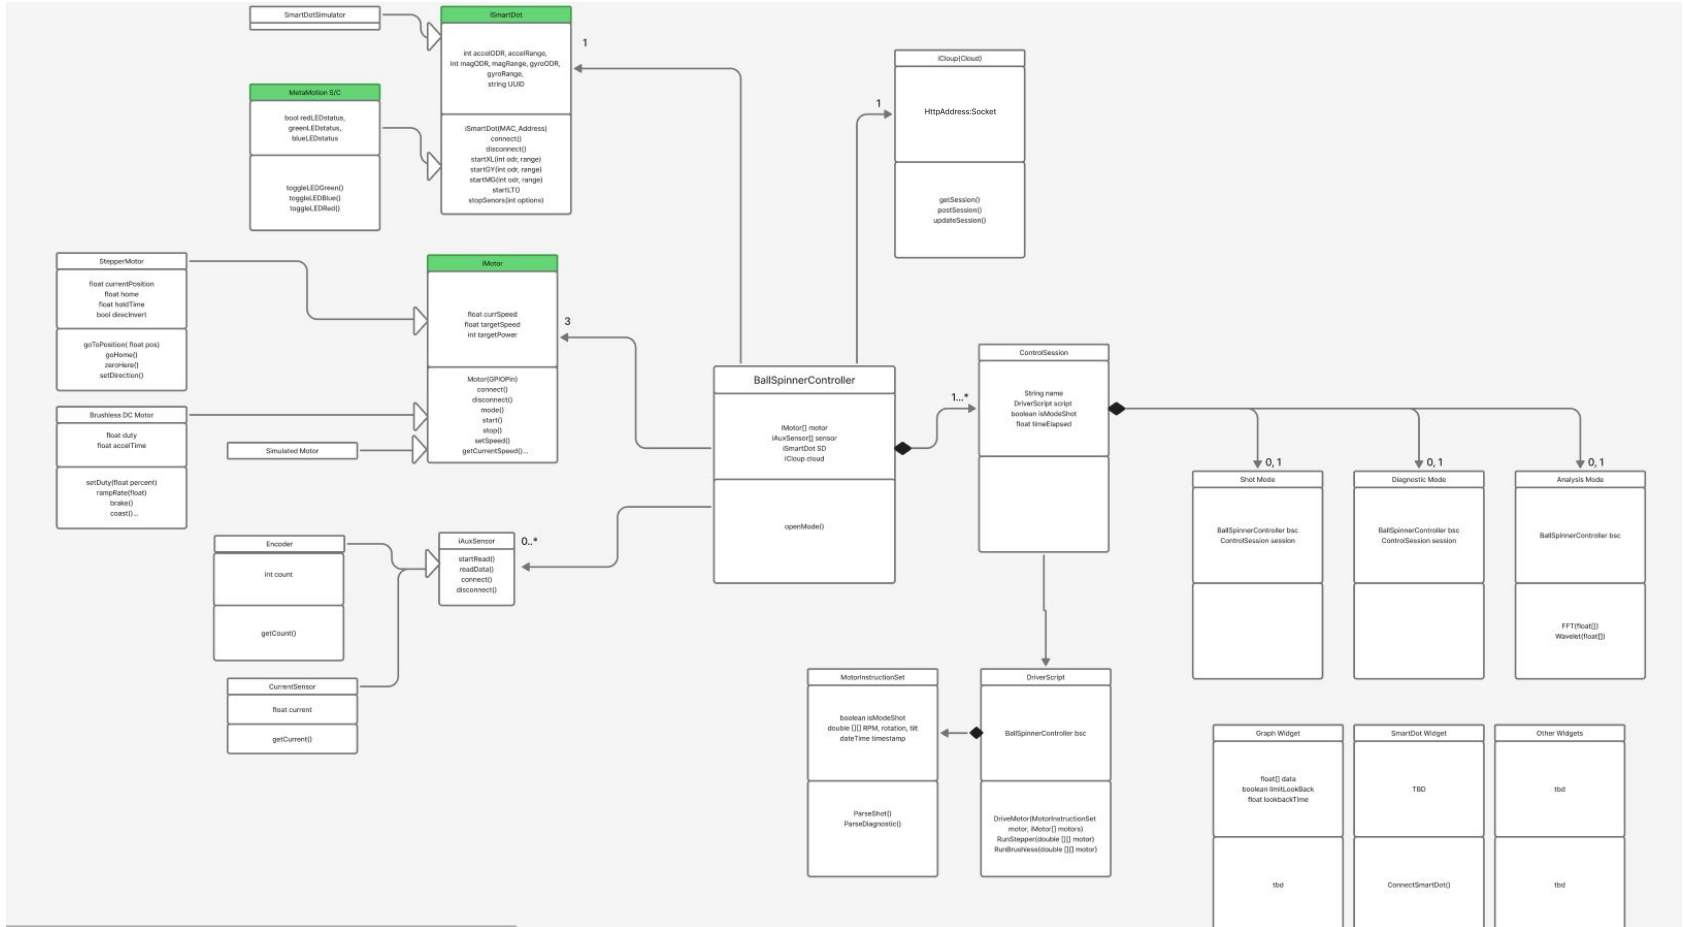 SmartDotSimulator
iSmartDot
int accelODR, accelRange,
int magODR, magRange, gyroODR,
gyroRange,
string UUID
iSmartDot(MAC_Address)
connect()
disconnect()
startXL(int odr, range)
startGY(int odr, range)
startMG(int odr, range)
startLT()
stopSenors(int options)
1
MetaMotion S/C
bool redLEDstatus,
greenLEDstatus,
blueLEDstatus
toggleLEDGreen()
toggleLEDBlue()
toggleLEDRed()
iCloup(Cloud)
HttpAddress:Socket
getSession()
postSession()
updateSession()
1
StepperMotor
float currentPosition
float home
float holdTime
bool direcInvert
goToPosition( float pos)
goHome()
zeroHere()
setDirection()
iMotor
float currSpeed
float targetSpeed
int targetPower
Motor(GPIOPin)
connect()
disconnect()
mode()
start()
stop()
setSpeed()
getCurrentSpeed()...
3
Brushless DC Motor
float duty
float accelTime
setDuty(float percent)
rampRate(float)
brake()
coast()...
Simulated Motor
BallSpinnerController
iMotor[] motor
iAuxSensor[] sensor
iSmartDot SD
iCloup cloud
openMode()
1...*
ControlSession
String name
DriverScript script
boolean isModeShot
float timeElapsed
0, 1
0, 1
0, 1
Shot Mode
BallSpinnerController bsc
ControlSession session
Diagnostic Mode
BallSpinnerController bsc
ControlSession session
Analysis Mode
BallSpinnerController bsc
FFT(float[])
Wavelet(float[])
Encoder
int count
getCount()
iAuxSensor
startRead()
readData()
connect()
disconnect()
0..*
CurrentSensor
float current
getCurrent()
MotorInstructionSet
boolean isModeShot
double [][] RPM, rotation, tilt
dateTime timestamp
ParseShot()
ParseDiagnostic()
DriverScript
BallSpinnerController bsc
DriveMotor(MotorInstructionSet
motor, iMotor[] motors)
RunStepper(double [][] motor)
RunBrushless(double [][] motor)
Graph Widget
float[] data
boolean limitLookBack
float lookbackTime
tbd
SmartDot Widget
TBD
ConnectSmartDot()
Other Widgets
tbd
tbd